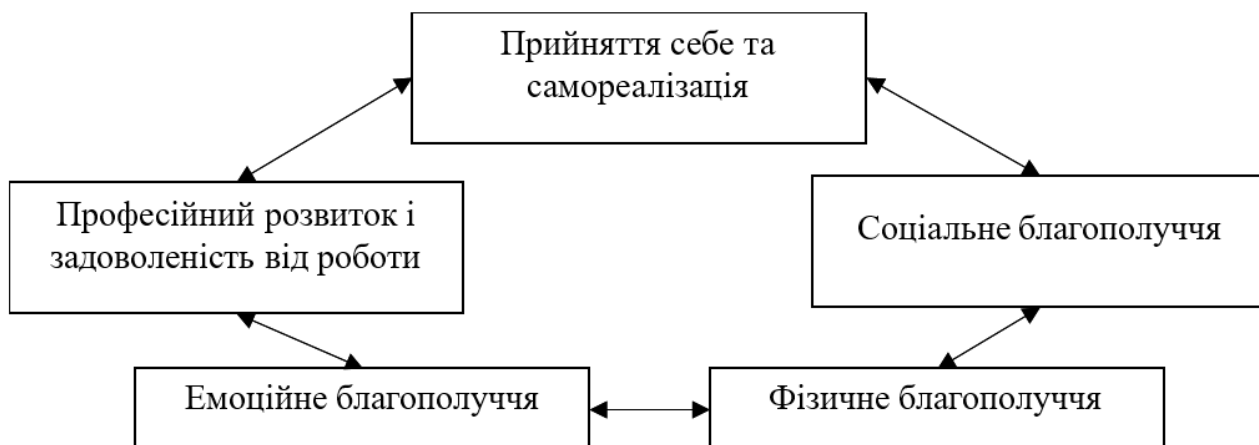 Прийняття себе та
самореалізація
Професійний розвиток і
задоволеність від роботи
Соціальне благополуччя
Емоційне благополуччя
Фізичне благополуччя